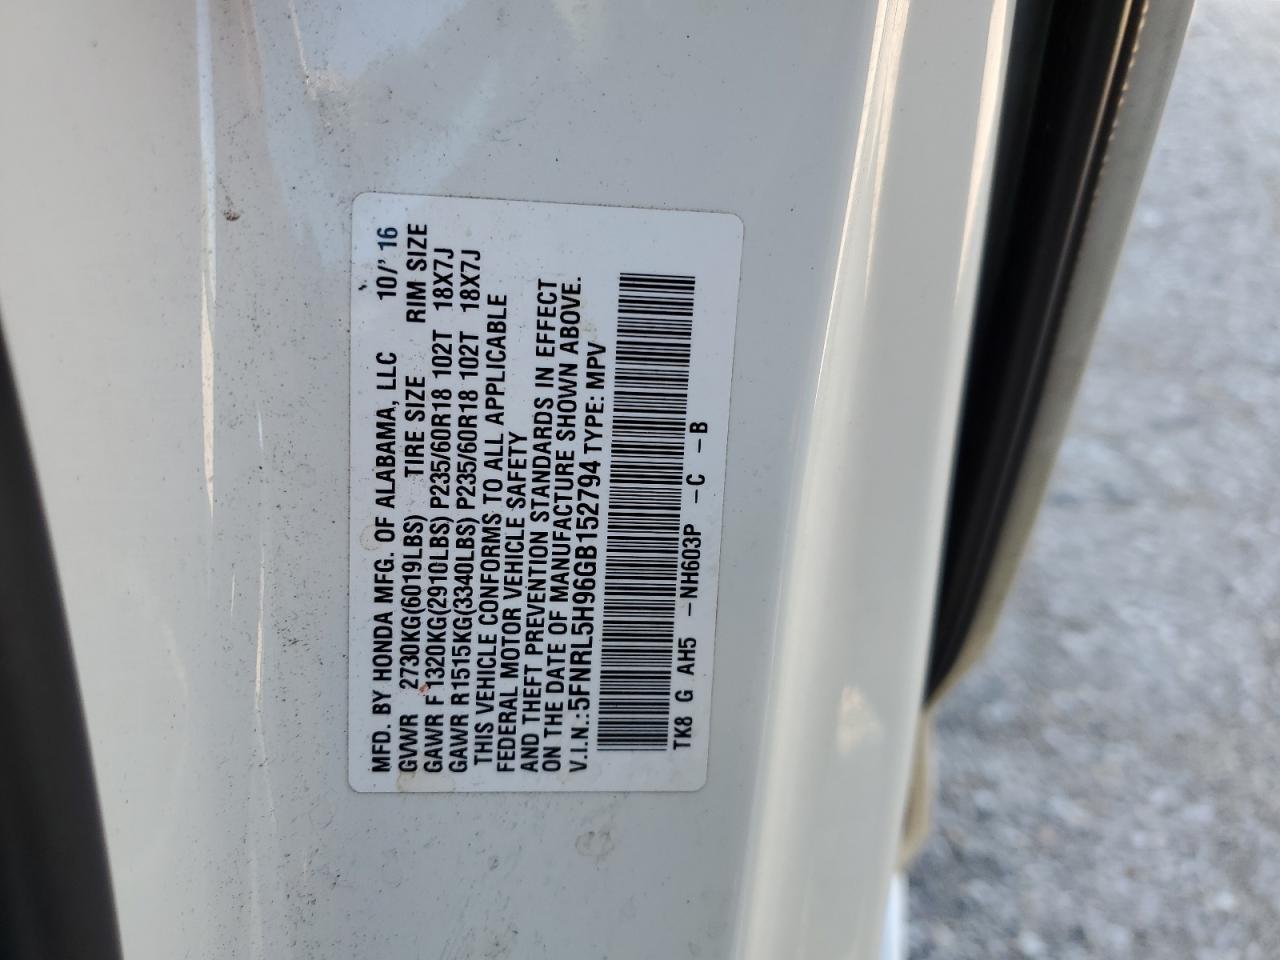 MFD. BY HONDA MFG. OF ALABAMA, LLC 10/'16
GVWR 2730KG(6019LBS) TIRE SIZE RIM SIZE
GAWR F 1320KG(2910LBS) P235/60R18 102T 18X7J
GAWR R1515KG(3340LBS) P235/60R18 102T 18X7J
THIS VEHICLE CONFORMS TO ALL APPLICABLE
FEDERAL MOTOR VEHICLE SAFETY
AND THEFT PREVENTION STANDARDS IN EFFECT
ON THE DATE OF MANUFACTURE SHOWN ABOVE.
V.I.N.:5FNRL5H96GB152794 TYPE: MPV
TK8 G AH5 -NH603P -C -B